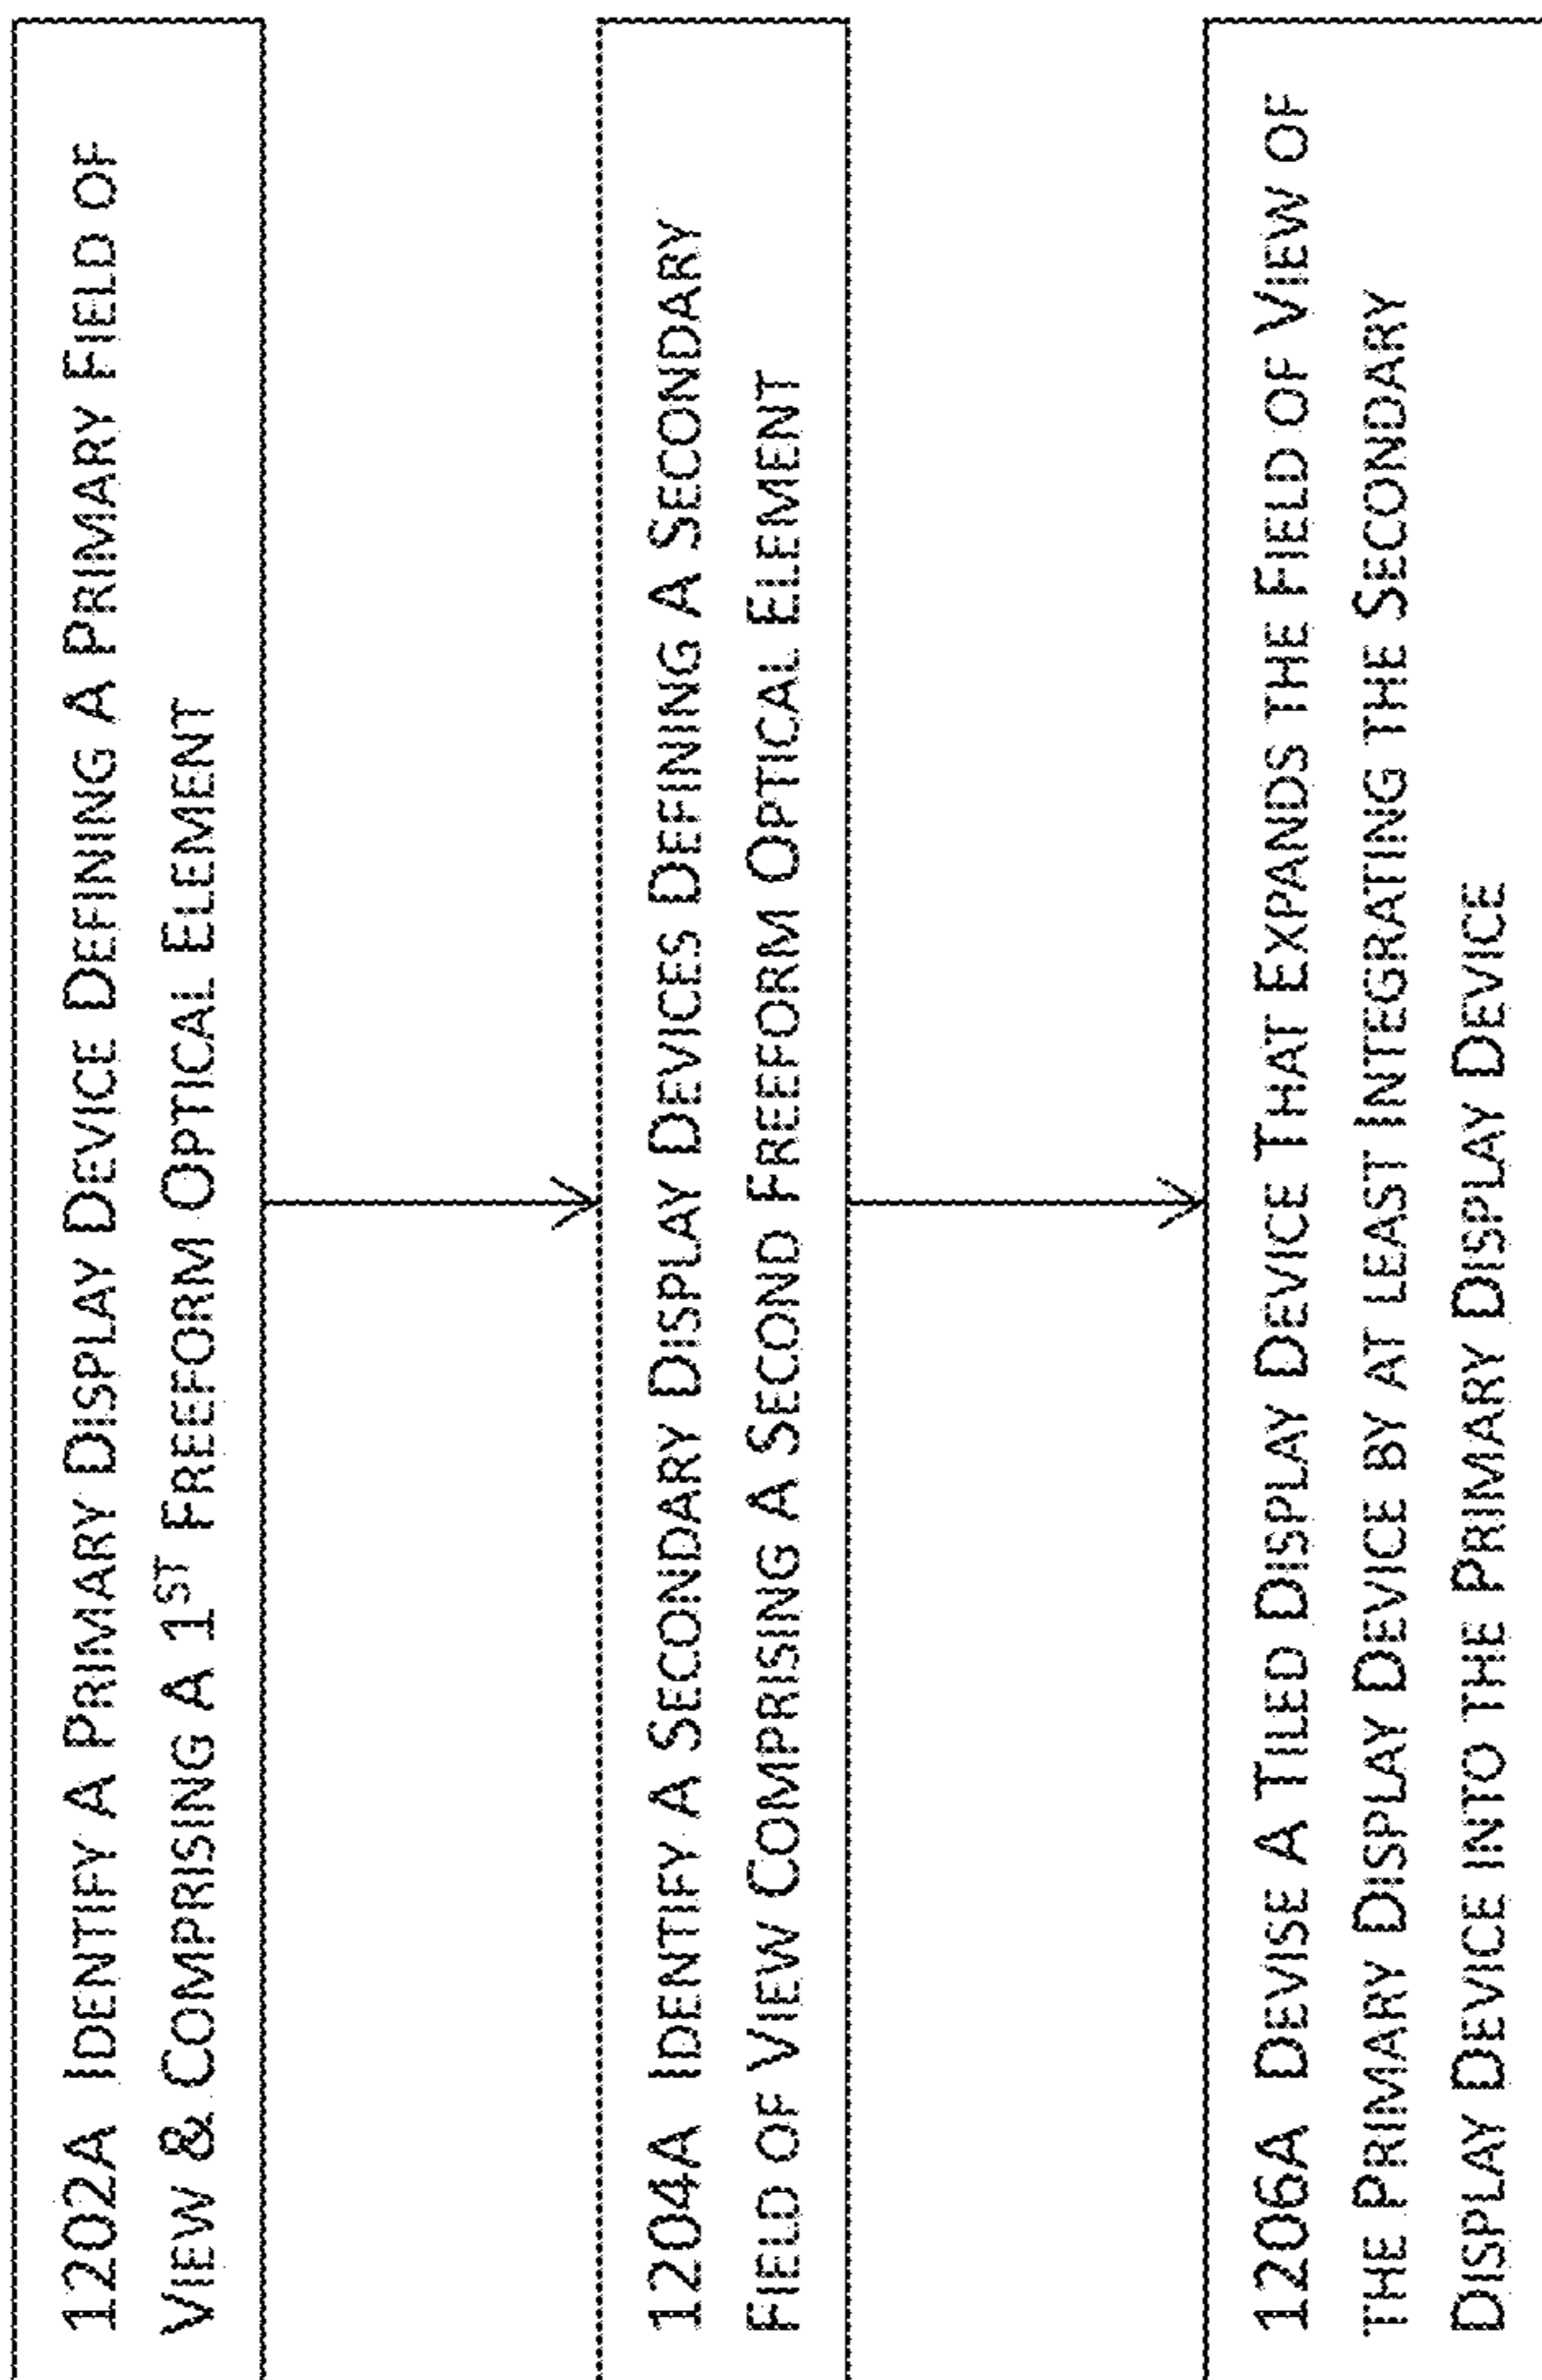 1202A IDENTIFY A PRIMARY DISPLAY DEVICE DEFINING A PRIMARY FIELD OF
VIEW & COMPRISING A 1ST FREEFORM OPTICAL ELEMENT
1204A IDENTIFY A SECONDARY DISPLAY DEVICES DEFINING A SECONDARY
FIELD OF VIEW COMPRISING A SECOND FREEFORM OPTICAL ELEMENT
1206A DEVISE A TILED DISPLAY DEVICE THAT EXPANDS THE FIELD OF VIEW OF
THE PRIMARY DISPLAY DEVICE BY AT LEAST INTEGRATING THE SECONDARY
DISPLAY DEVICE INTO THE PRIMARY DISPLAY DEVICE